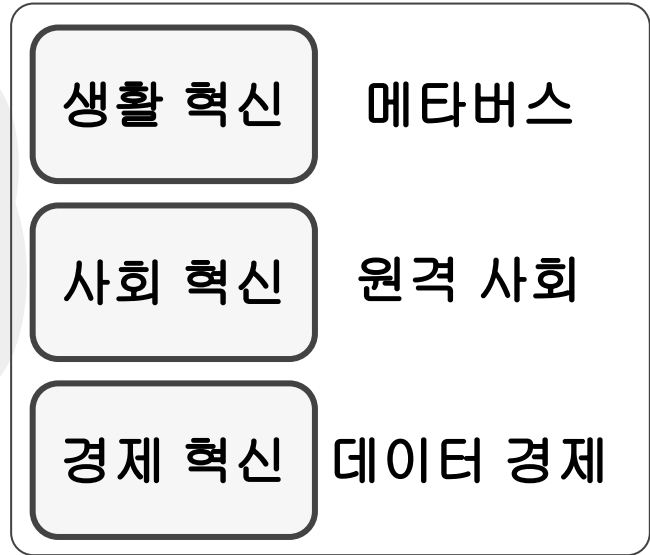 생활 혁신 메타버스
사회 혁신 원격 사회
경제 혁신 데이터 경제